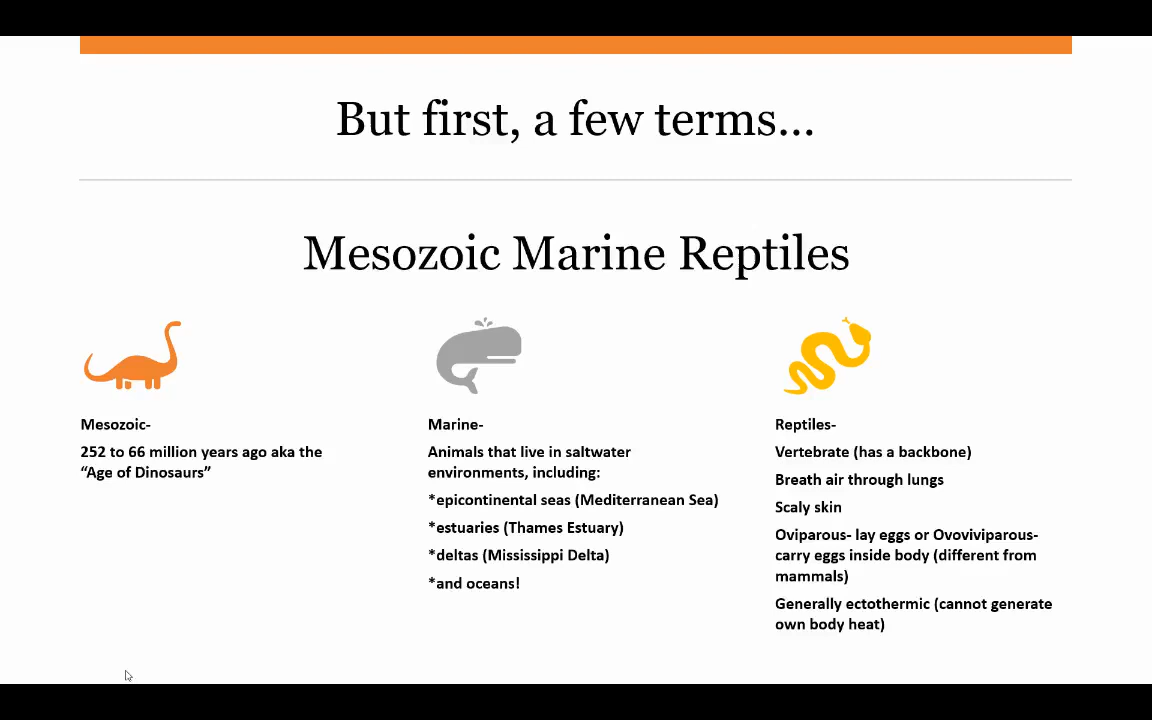 But first, a few terms...
Mesozoic Marine Reptiles
Mesozoic-
252 to 66 million years ago aka the
“Age of Dinosaurs”
Marine-
Animals that live in saltwater
environments, including:
*epicontinental seas (Mediterranean Sea)
*estuaries (Thames Estuary)
*deltas (Mississippi Delta)
*and oceans!
Reptiles-
Vertebrate (has a backbone)
Breath air through lungs
Scaly skin
Oviparous- lay eggs or Ovoviviparous-
carry eggs inside body (different from
mammals)
Generally ectothermic (cannot generate
own body heat)